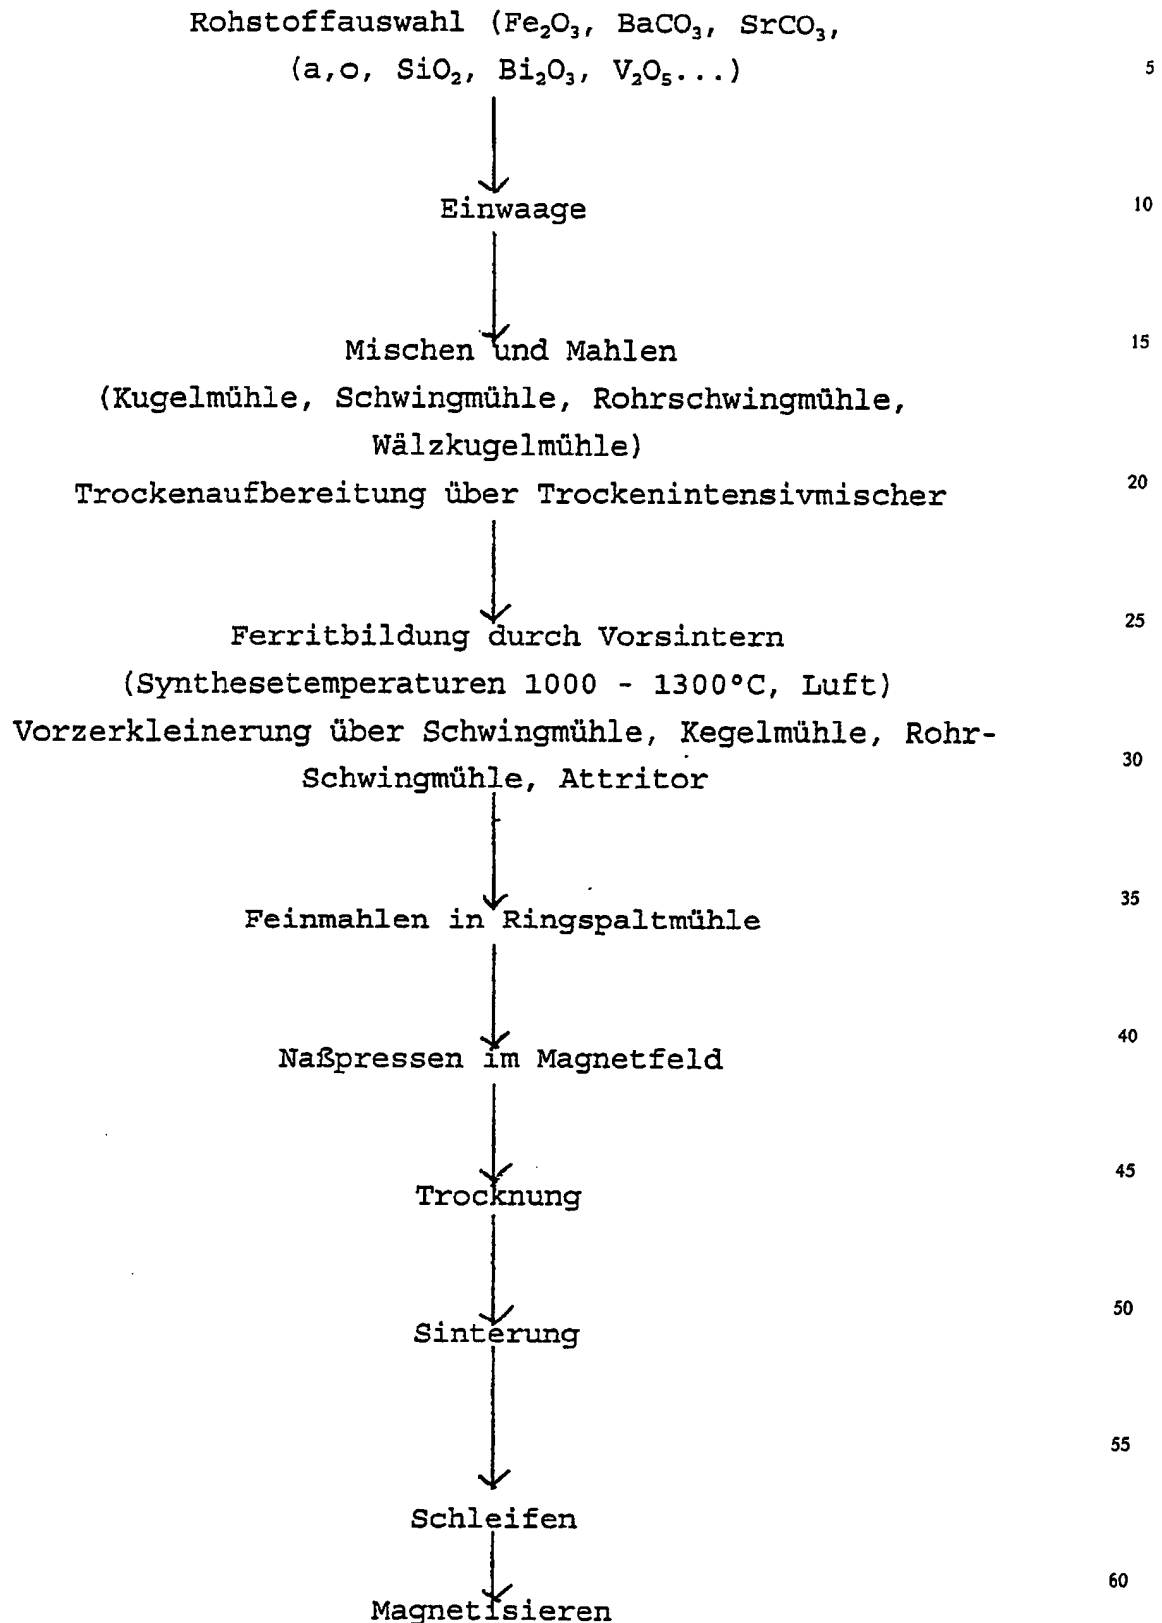 Rohstoffauswahl (Fe₂O₃, BaCO₃, SrCO₃,
(a,o, SiO₂, Bi₂O₃, V₂O₅...)
5
Einwaage
10
Mischen und Mahlen
15
(Kugelmühle, Schwingmühle, Rohrschwingmühle,
Wälzkugelmühle)
Trockenaufbereitung über Trockenintensivmischer
20
Ferritbildung durch Vorsintern
25
(Synthesetemperaturen 1000 - 1300°C, Luft)
Vorzerkleinerung über Schwingmühle, Kegelmühle, Rohr-
Schwingmühle, Attritor
30
Feinmahlen in Ringspaltmühle
35
Naßpressen im Magnetfeld
40
Trocknung
45
Sinterung
50
55
Schleifen
60
Magnetisieren